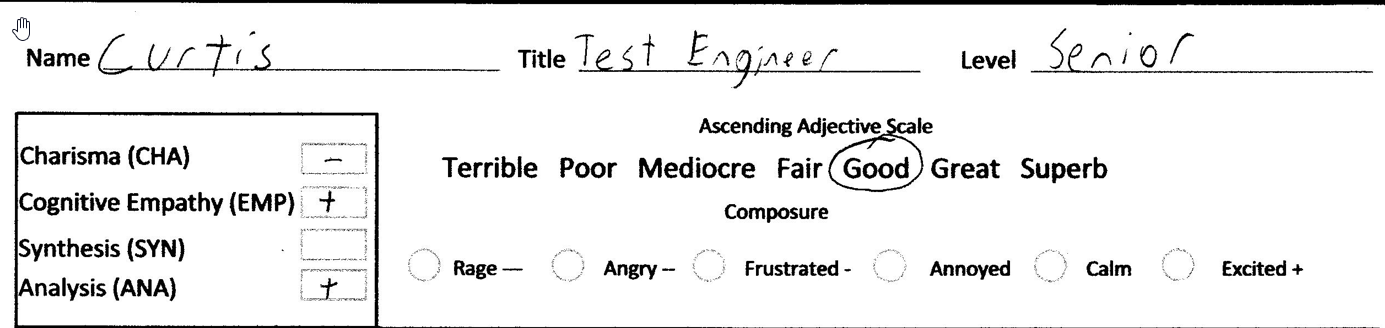 Name Curtis Title Test Engineer Level Senior
Ascending Adjective Scale
Charisma (CHA) -
Terrible Poor Mediocre Fair Good Great Superb
Cognitive Empathy (EMP) +
Composure
Synthesis (SYN)
Rage -- Angry -- Frustrated - Annoyed Calm Excited +
Analysis (ANA) +